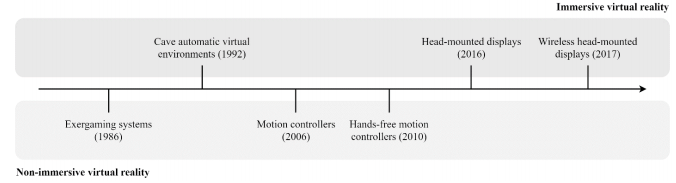 Immersive virtual reality
Cave automatic virtual
environments (1992)
Head-mounted displays
(2016)
Wireless head-mounted
displays (2017)
Exergaming systems
(1986)
Motion controllers
(2006)
Hands-free motion
controllers (2010)
Non-immersive virtual reality